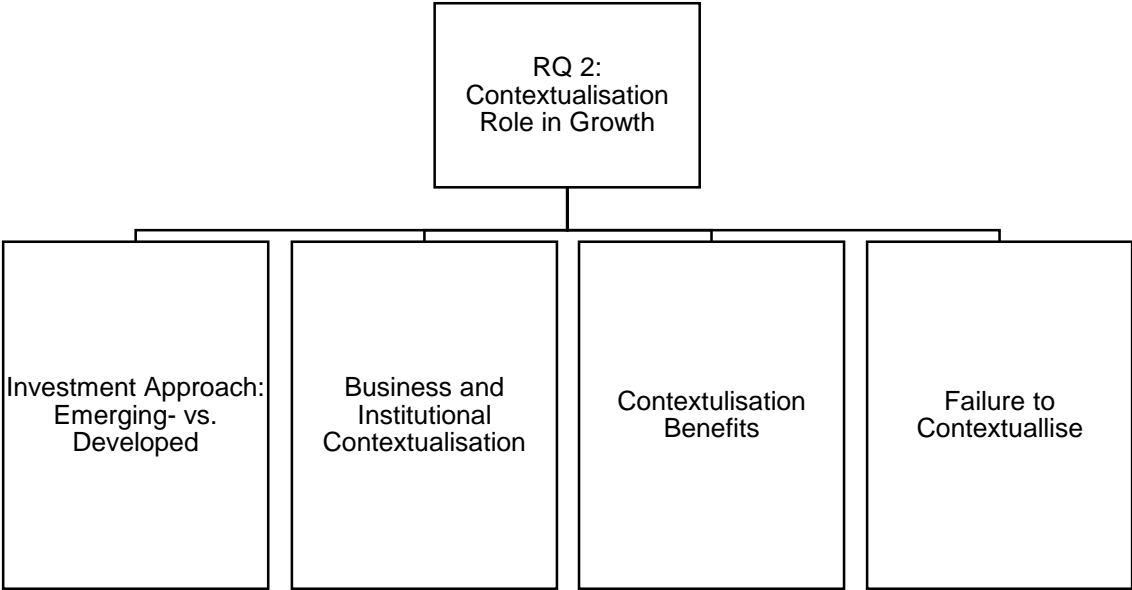 RQ 2:
Contextualisation
Role in Growth
Investment Approach:
Emerging- vs.
Developed
Business and
Institutional
Contextualisation
Contextulisation
Benefits
Failure to
Contextuallise